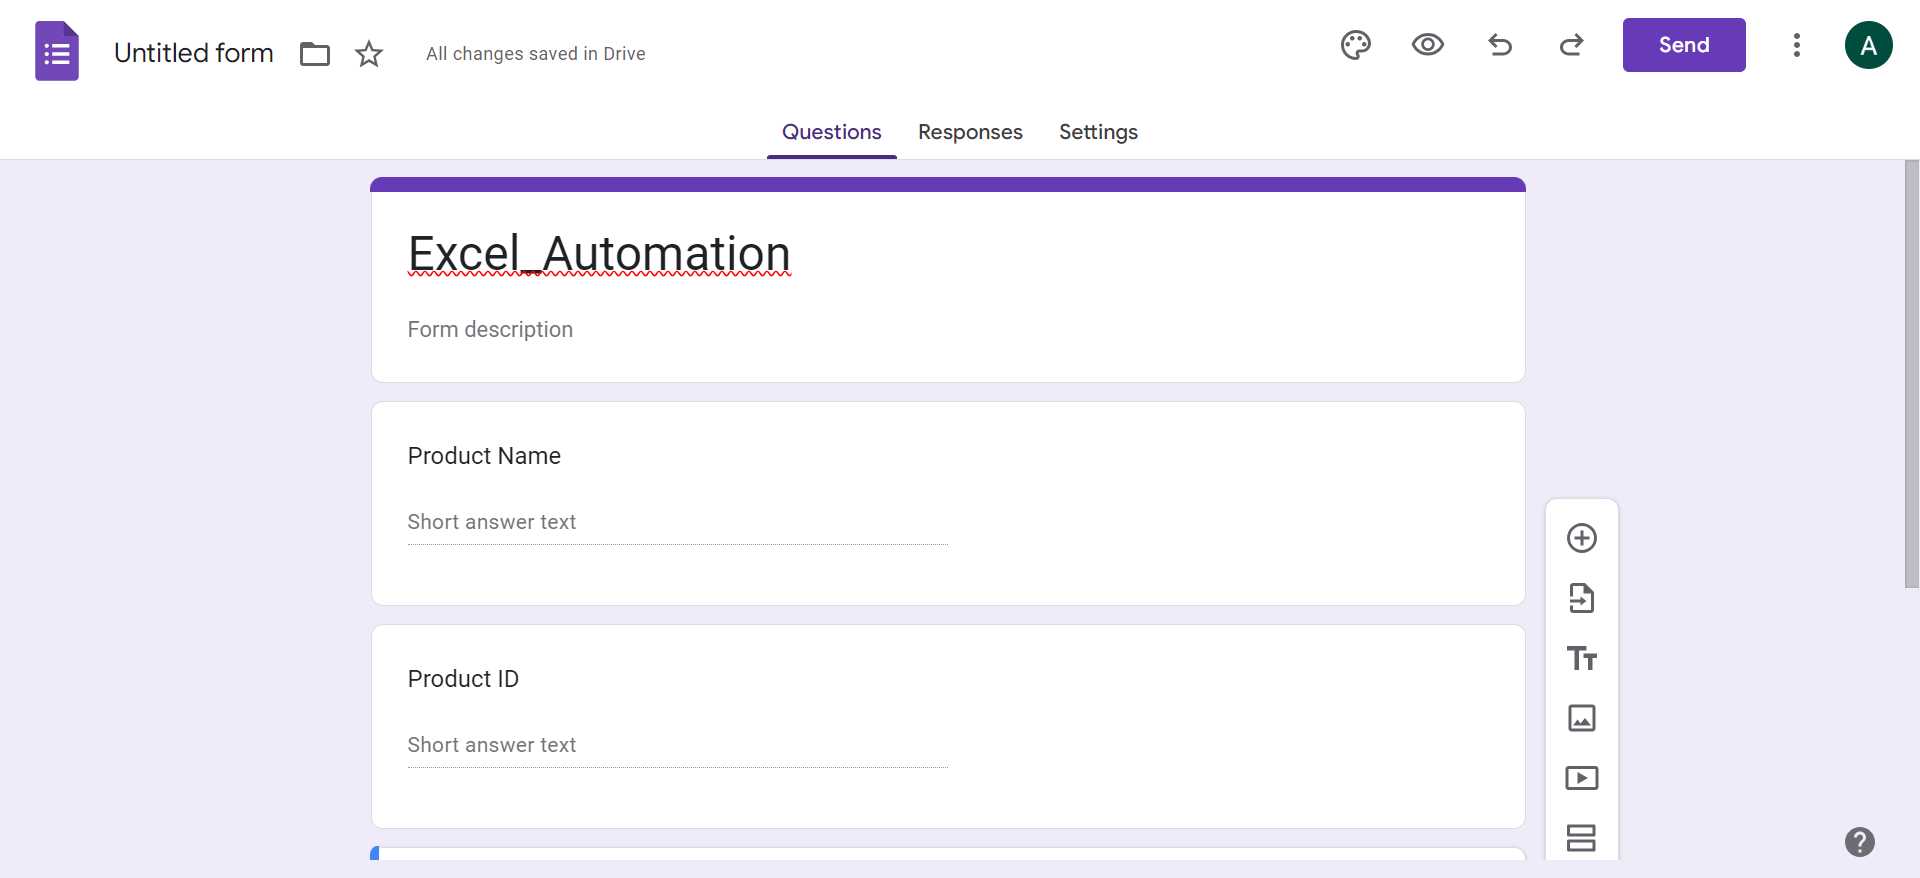 Untitled form
All changes saved in Drive
Send
A
Questions Responses Settings
Excel_Automation
Form description
Product Name
Short answer text
Product ID
Short answer text